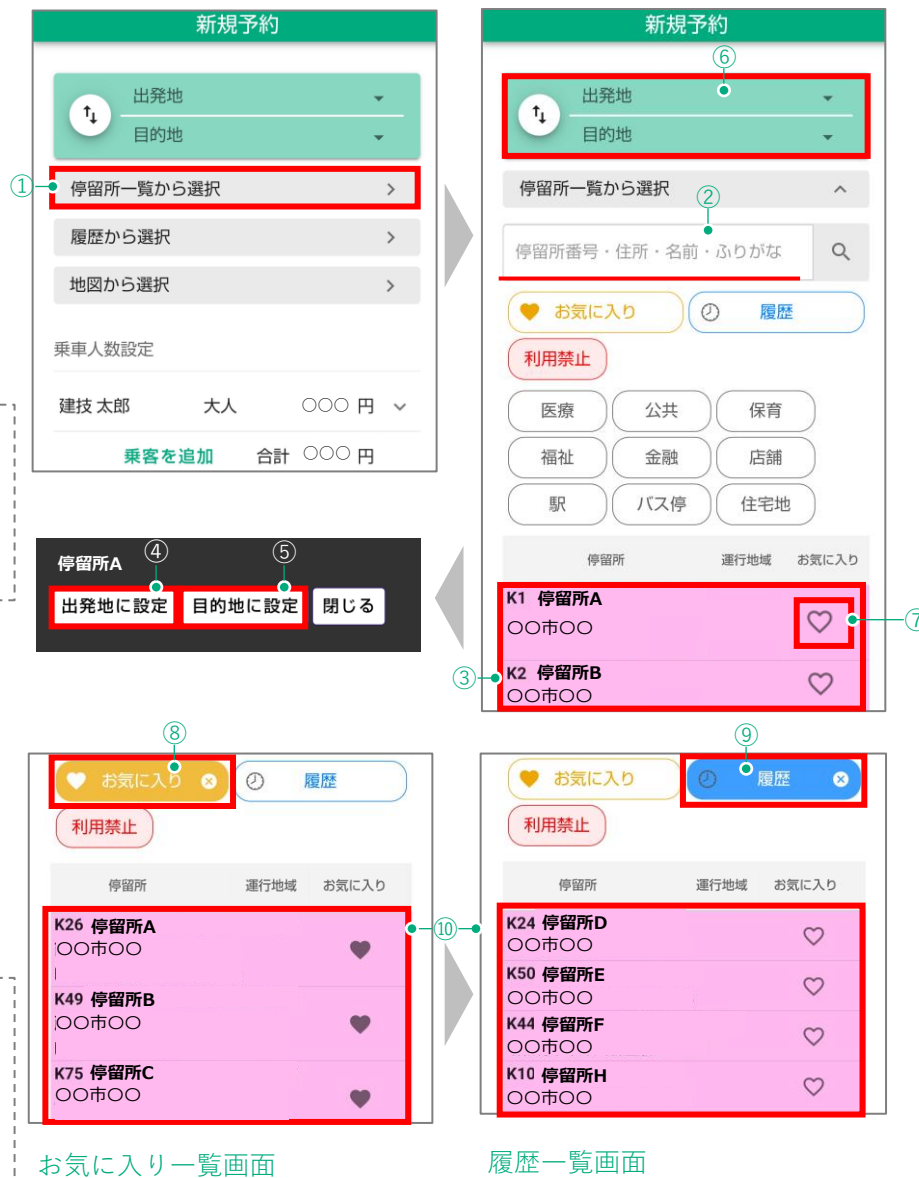 新規予約
出発地
目的地
① 停留所一覧から選択
履歴から選択
地図から選択
乗車人数設定
建技 太郎 大人 ○○○ 円
乗客を追加 合計 ○○○ 円
新規予約
⑥
出発地
目的地
停留所一覧から選択
②
停留所番号・住所・名前・ふりがな
お気に入り 履歴
利用禁止
医療 公共 保育
福祉 金融 店舗
駅 バス停 住宅地
停留所 運行地域 お気に入り
K1 停留所A
○○市○○
⑦
③
K2 停留所B
○○市○○
停留所A
④ ⑤
出発地に設定 目的地に設定 閉じる
⑧
お気に入り 履歴
利用禁止
停留所 運行地域 お気に入り
K26 停留所A
○○市○○
K49 停留所B
○○市○○
K75 停留所C
○○市○○
お気に入り一覧画面
⑩
⑨
お気に入り 履歴
利用禁止
停留所 運行地域 お気に入り
K24 停留所D
○○市○○
K50 停留所E
○○市○○
K44 停留所F
○○市○○
K10 停留所H
○○市○○
履歴一覧画面